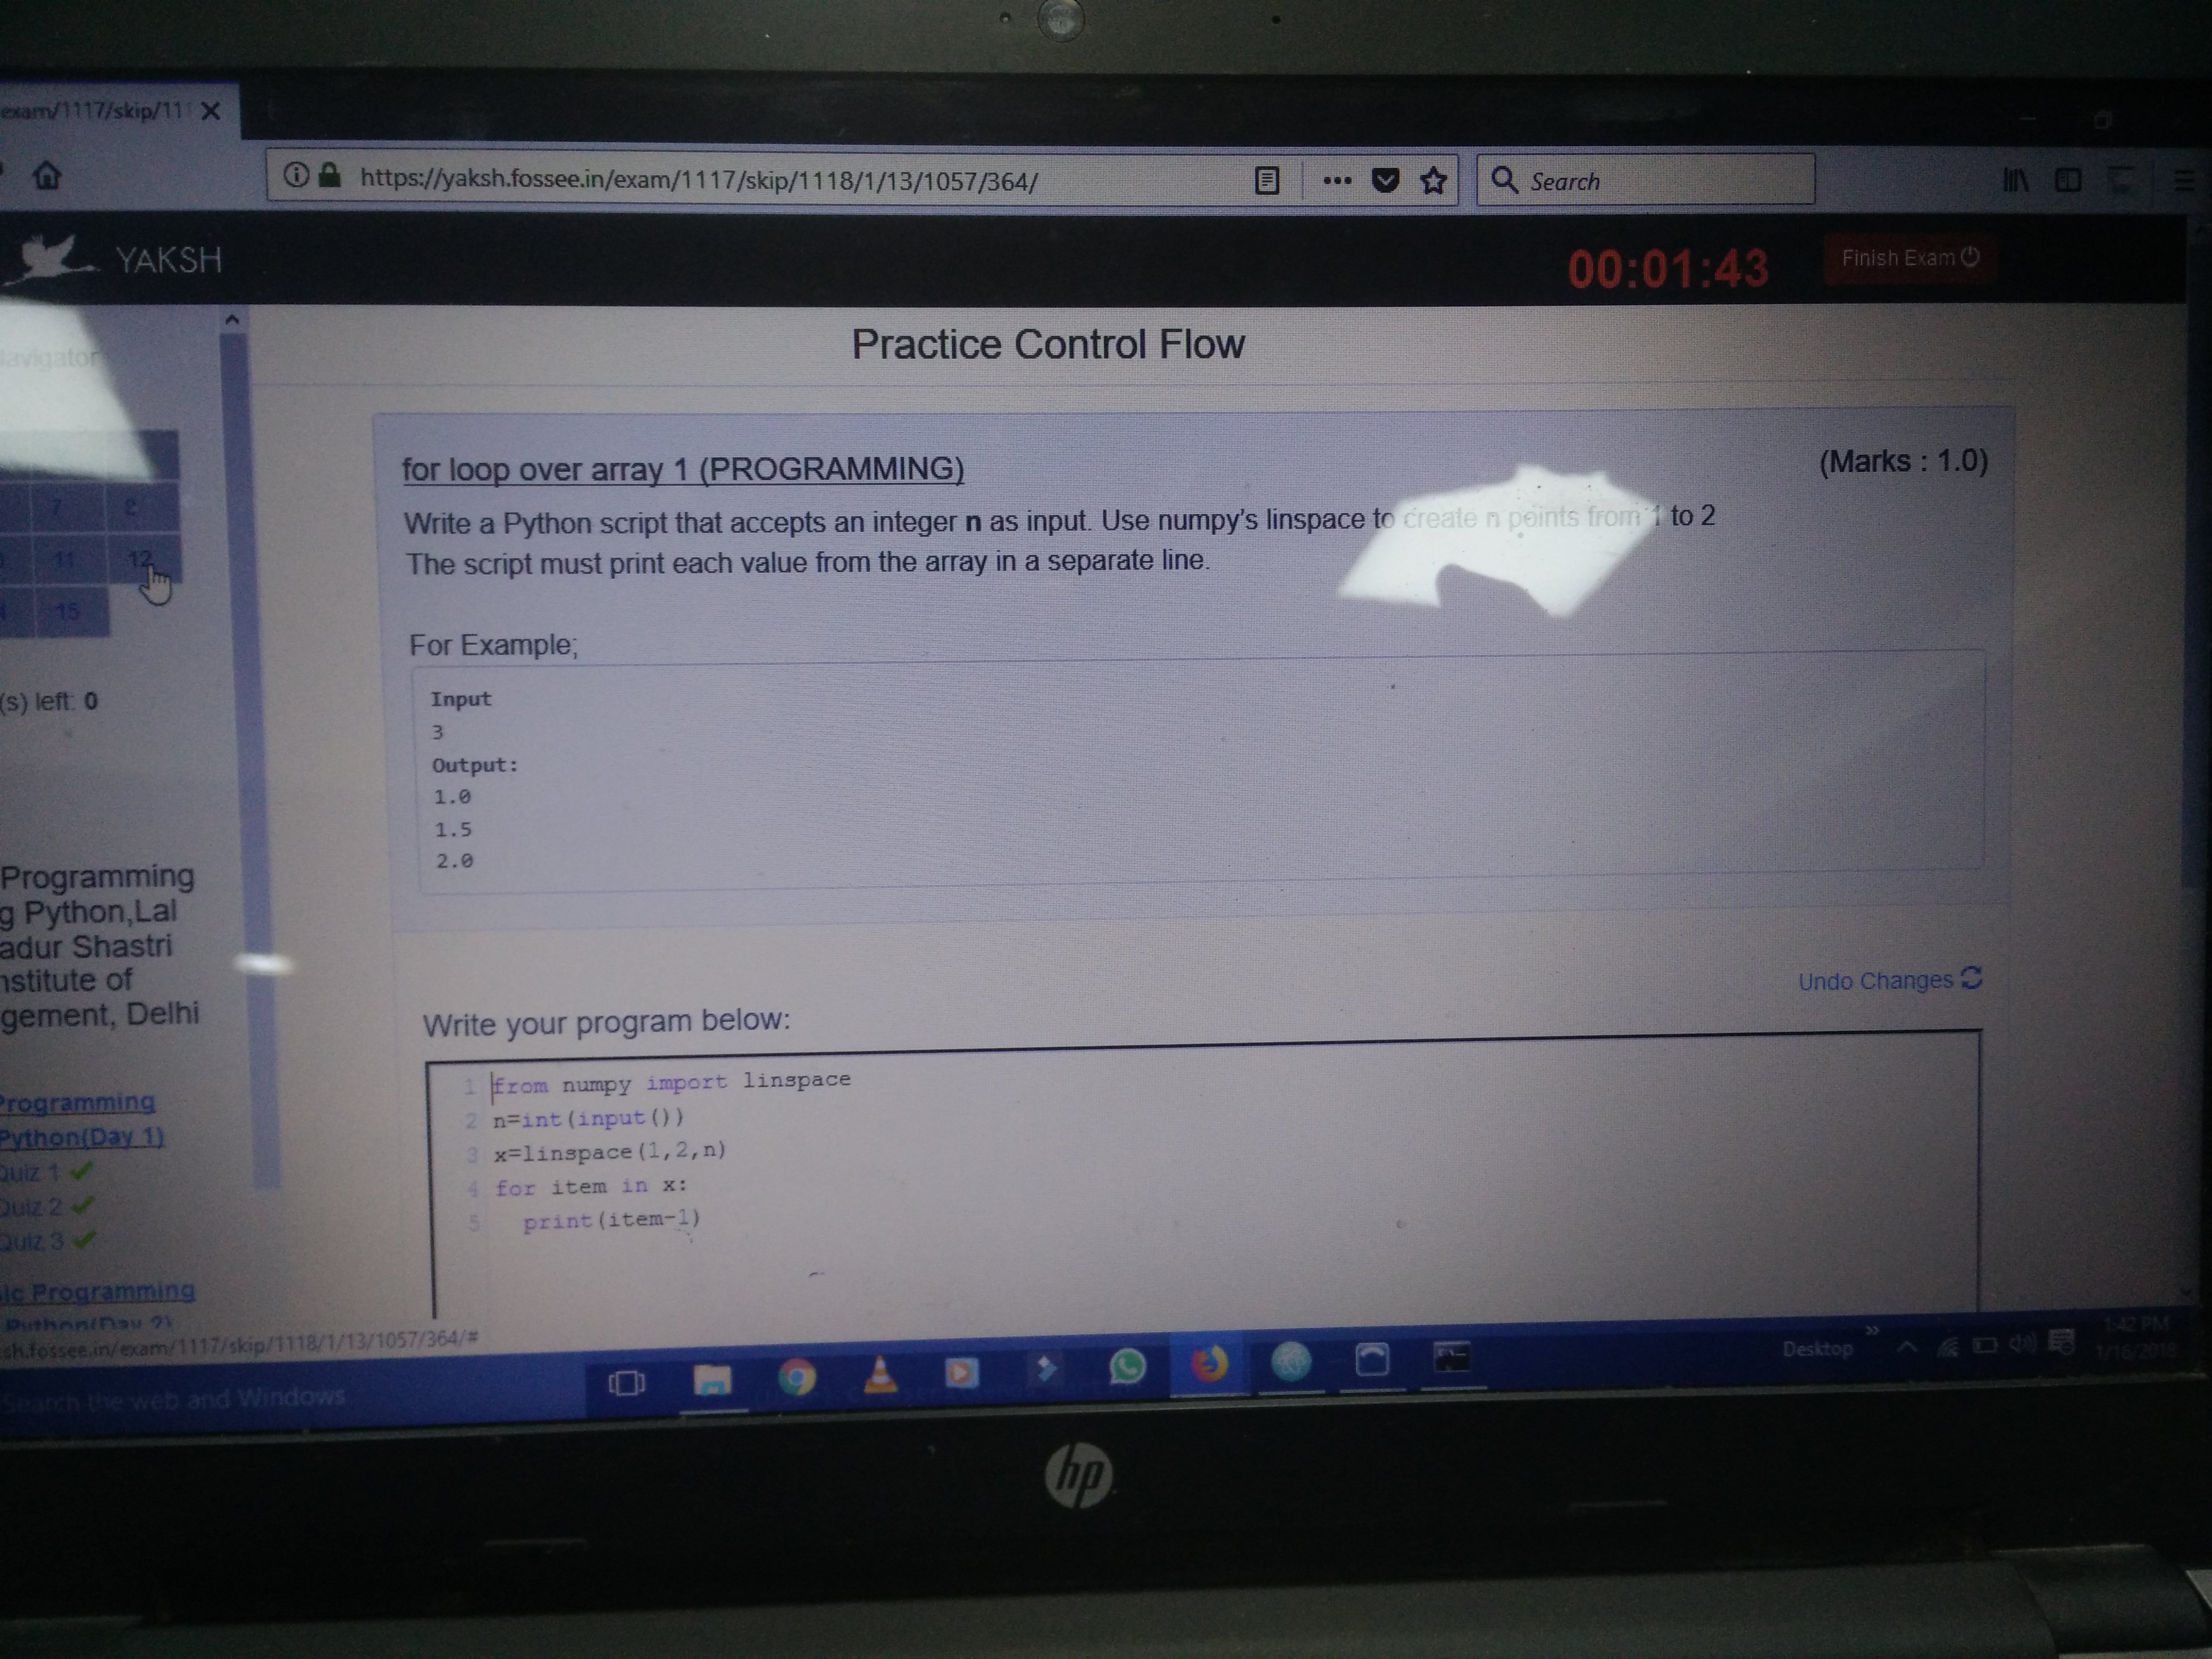 exam/1117/skip/11
https://yaksh.fossee.in/exam/1117/skip/1118/1/13/1057/364/
Search
YAKSH
00:01:43
Finish Exam
Practice Control Flow
avigator
7
11 12
15
(s) left: 0
for loop over array 1 (PROGRAMMING)
(Marks : 1.0)
Write a Python script that accepts an integer n as input. Use numpy's linspace to create n points from 1 to 2
The script must print each value from the array in a separate line.
For Example;
Input
3
Output:
1.0
1.5
2.0
Programming
g Python,Lal
adur Shastri
nstitute of
gement, Delhi
Undo Changes
Write your program below:
1 from numpy import linspace
2 n=int(input())
3 x=linspace(1,2,n)
4 for item in x:
5 print(item-1)
Programming
Python(Day 1)
Quiz 1
Quiz 2
Quiz 3
ic Programming
Python(Day 2)
sh.fossee.in/exam/1117/skip/1118/1/13/1057/364/#
Search the web and Windows
Desktop
1:42 PM
1/16/2018
hp